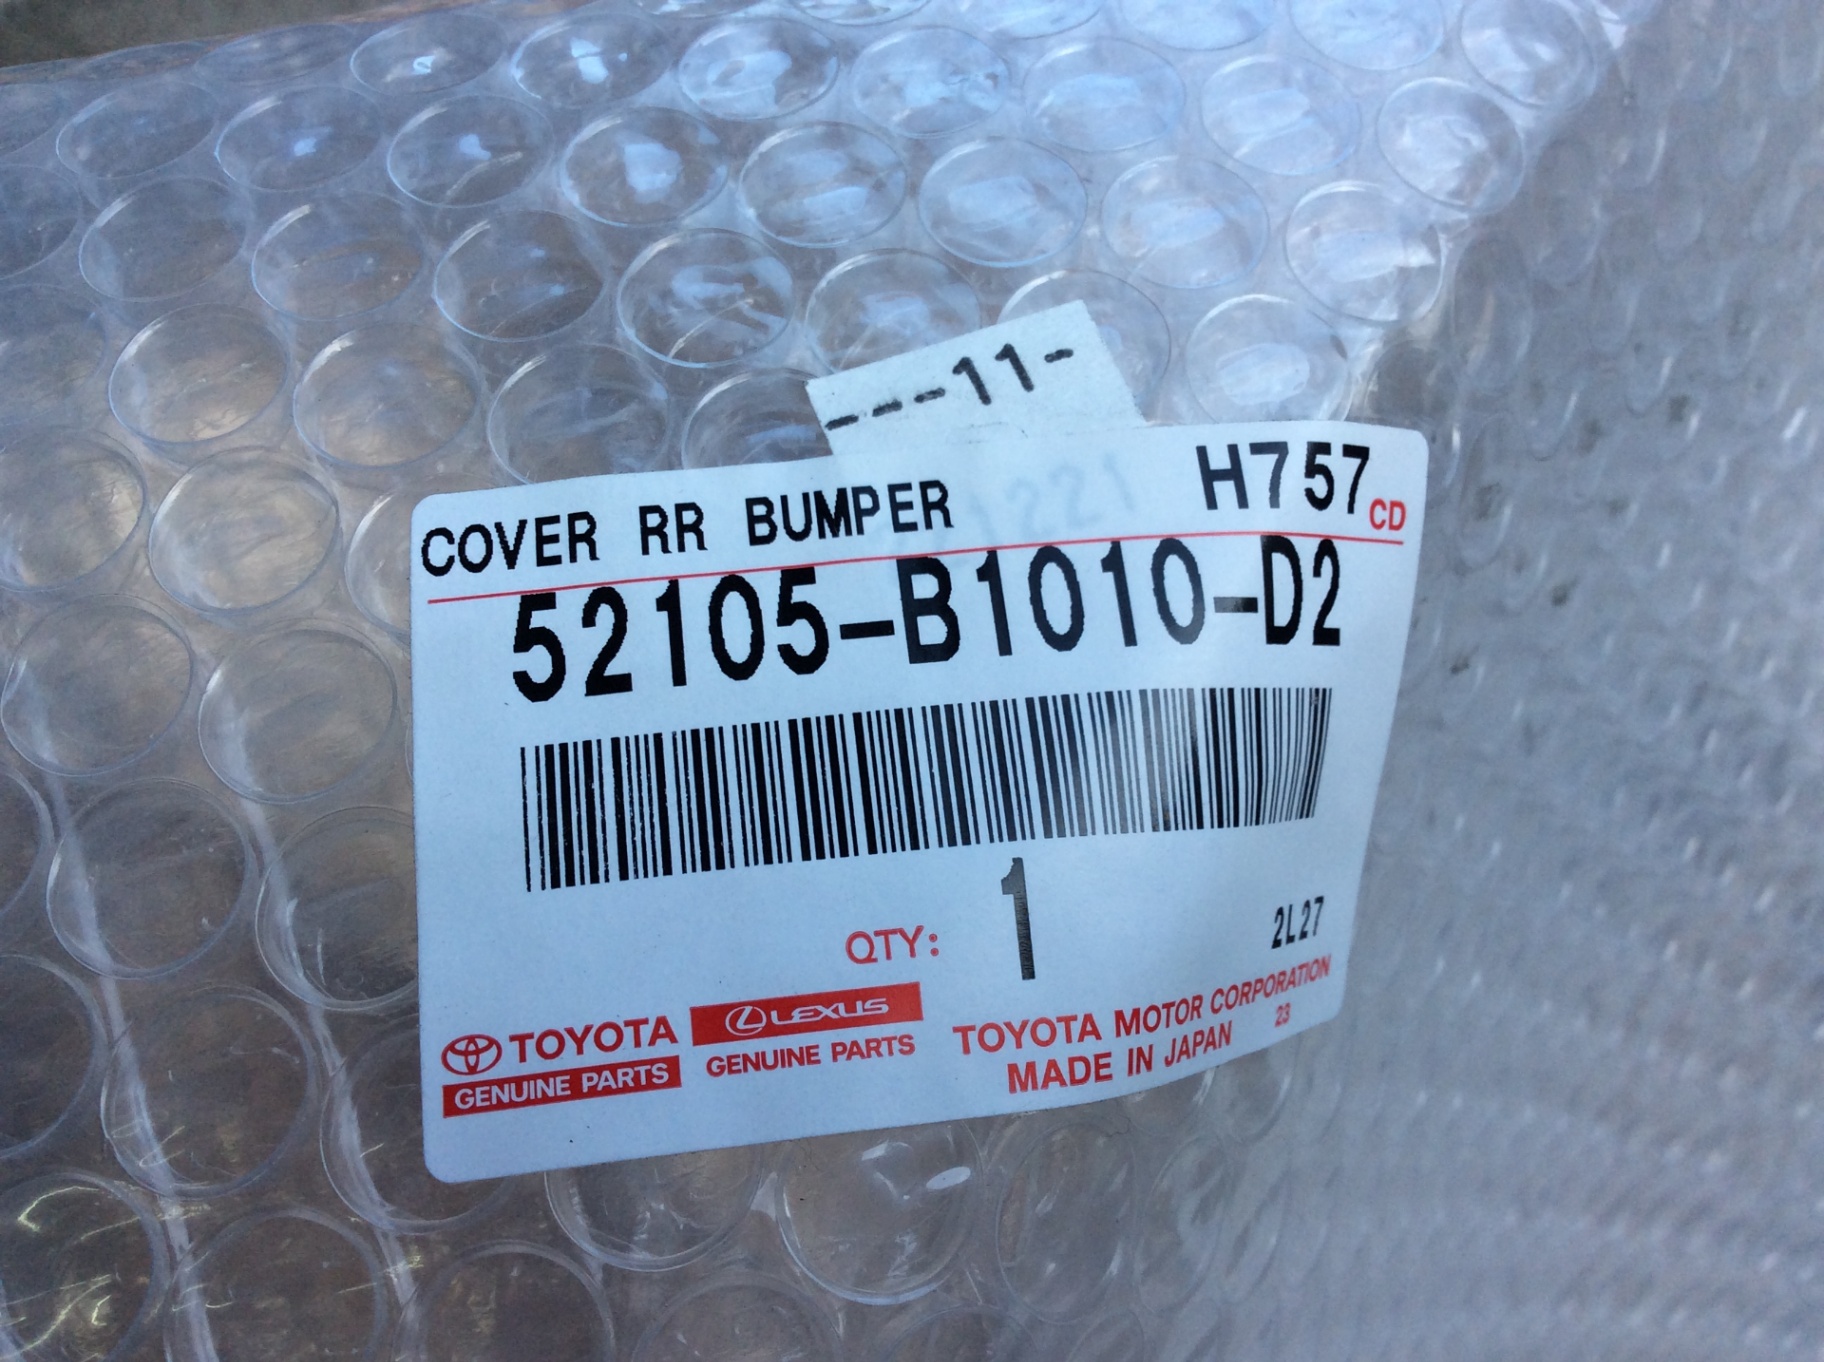 ---11-
1221
COVER RR BUMPER H757 CD
52105-B1010-D2
QTY: 1 2L27
TOYOTA
GENUINE PARTS
LEXUS
GENUINE PARTS
TOYOTA MOTOR CORPORATION
MADE IN JAPAN 23